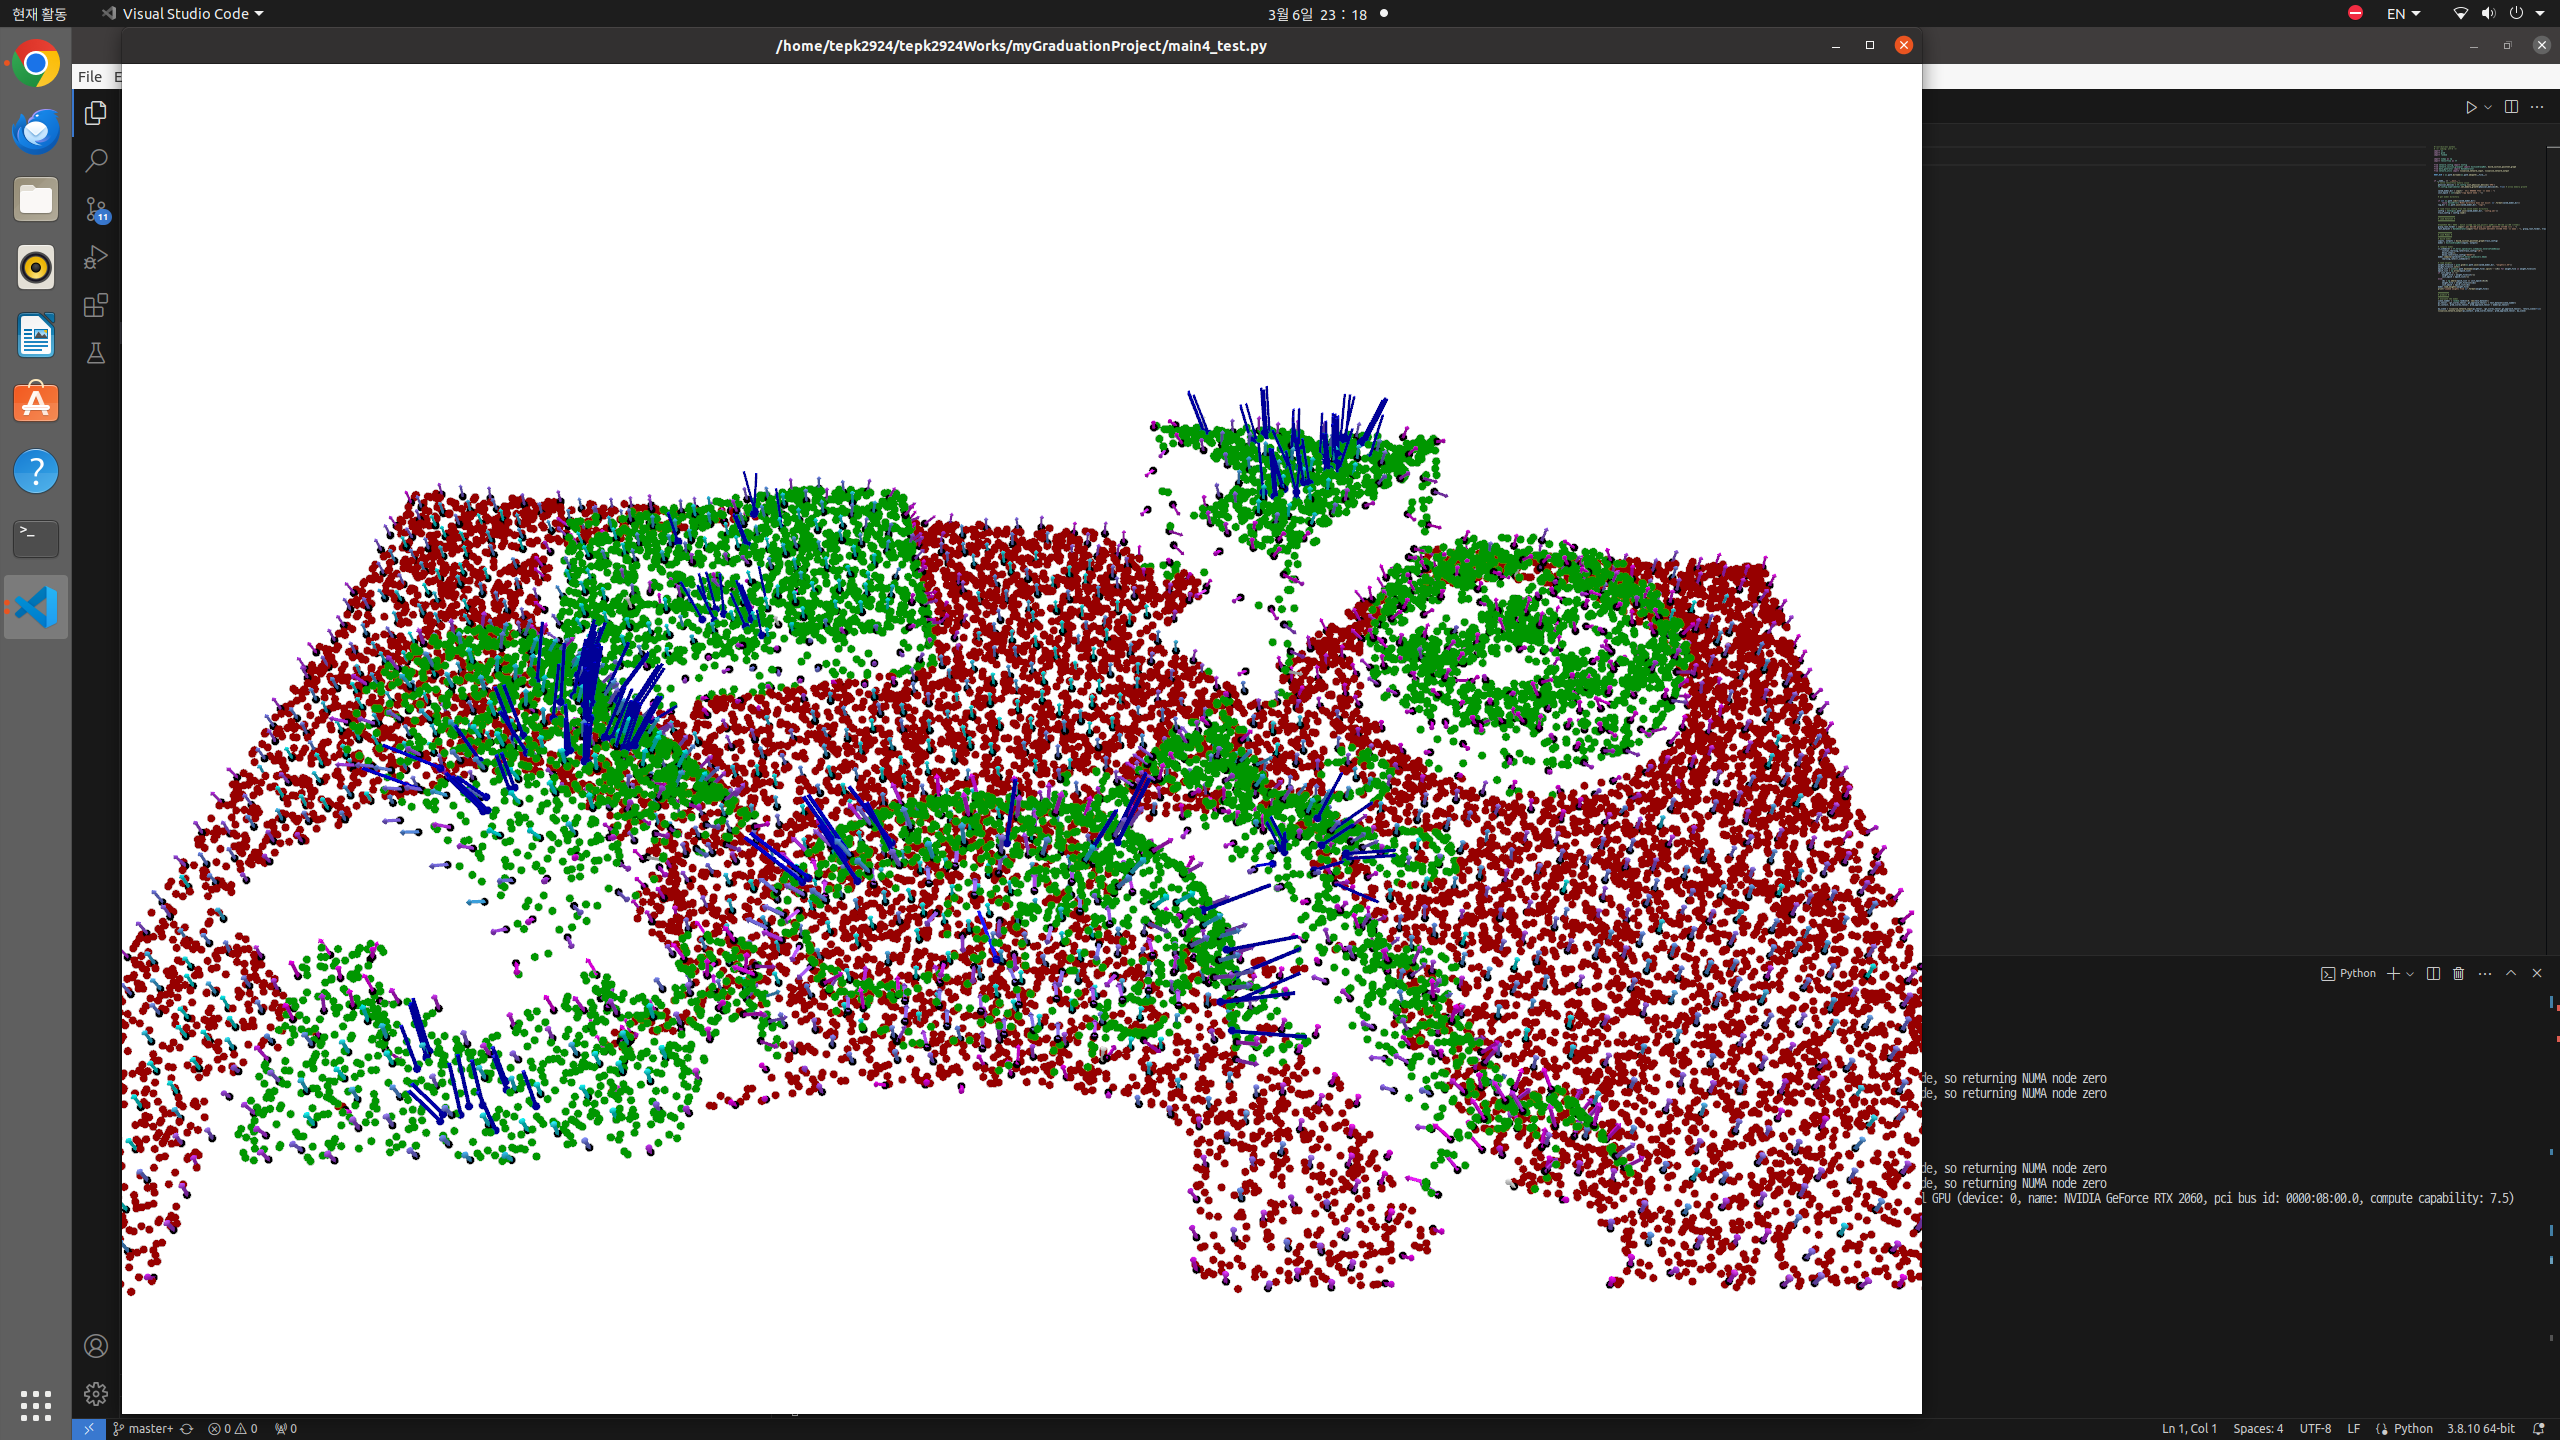 현재 활동
Visual Studio Code
3월 6일 23 : 18
EN
/home/tepk2924/tepk2924Works/myGraduationProject/main4_test.py
File E
11
Python
de, so returning NUMA node zero
de, so returning NUMA node zero
de, so returning NUMA node zero
de, so returning NUMA node zero
l GPU (device: 0, name: NVIDIA GeForce RTX 2060, pci bus id: 0000:08:00.0, compute capability: 7.5)
master+ 0 0 0
Ln 1, Col 1 Spaces: 4 UTF-8 LF Python 3.8.10 64-bit